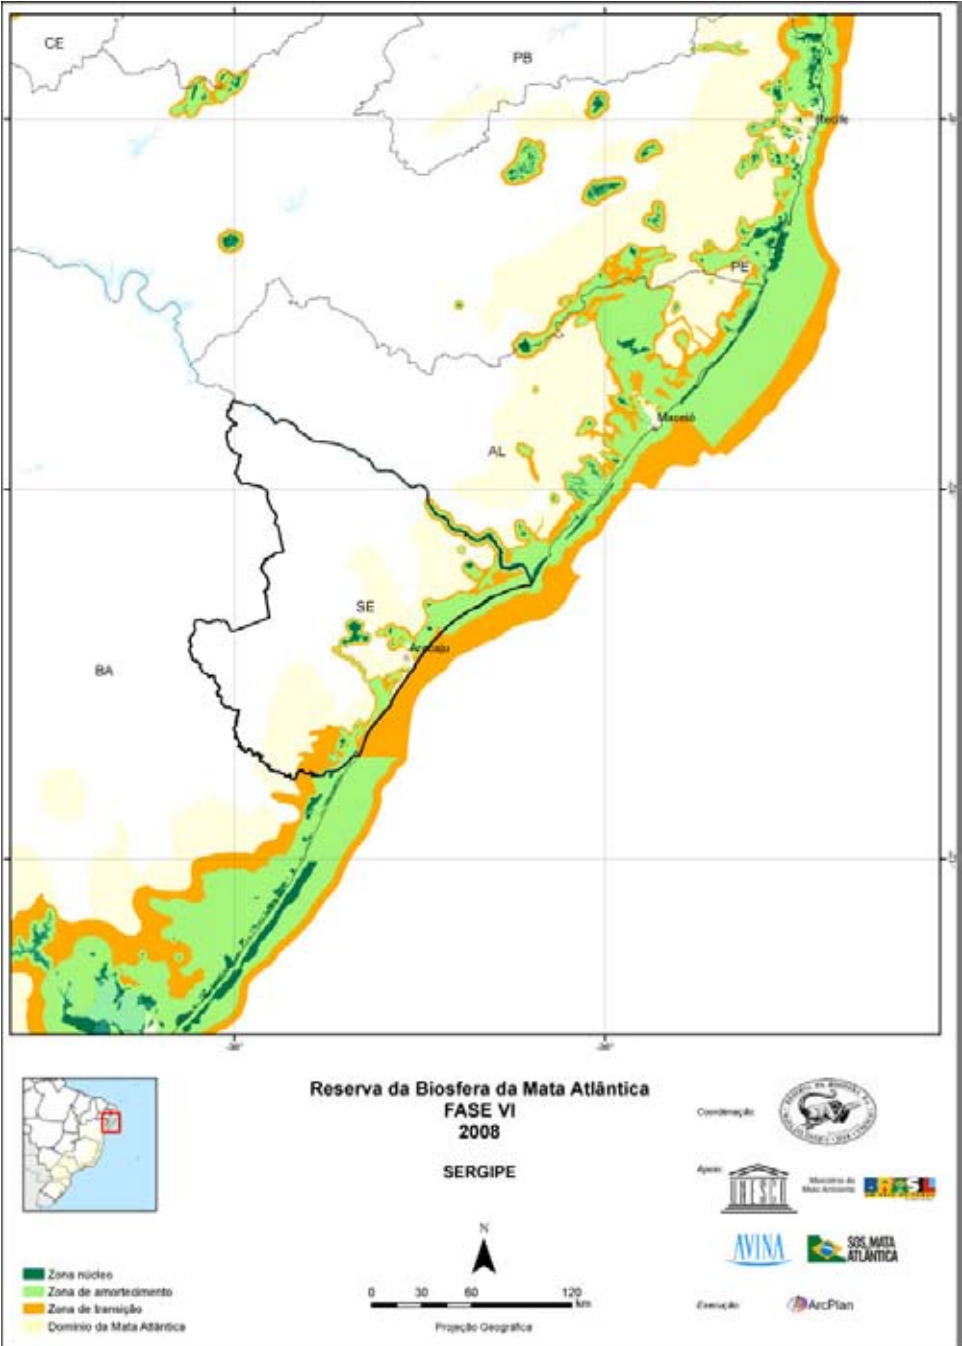 CE
PB
Recife
PE
Maceió
AL
SE
Aracaju
BA
Reserva da Biosfera da Mata Atlântica
FASE VI
2008
SERGIPE
N
0 30 60 120
km
Projeção Geográfica
Zona núcleo
Zona de amortecimento
Zona de transição
Domínio da Mata Atlântica
Coordenação
Apoio
UNESCO
Ministério do
Meio Ambiente
BRASIL
AVINA
SOS MATA
ATLÂNTICA
Execução
ArcPlan